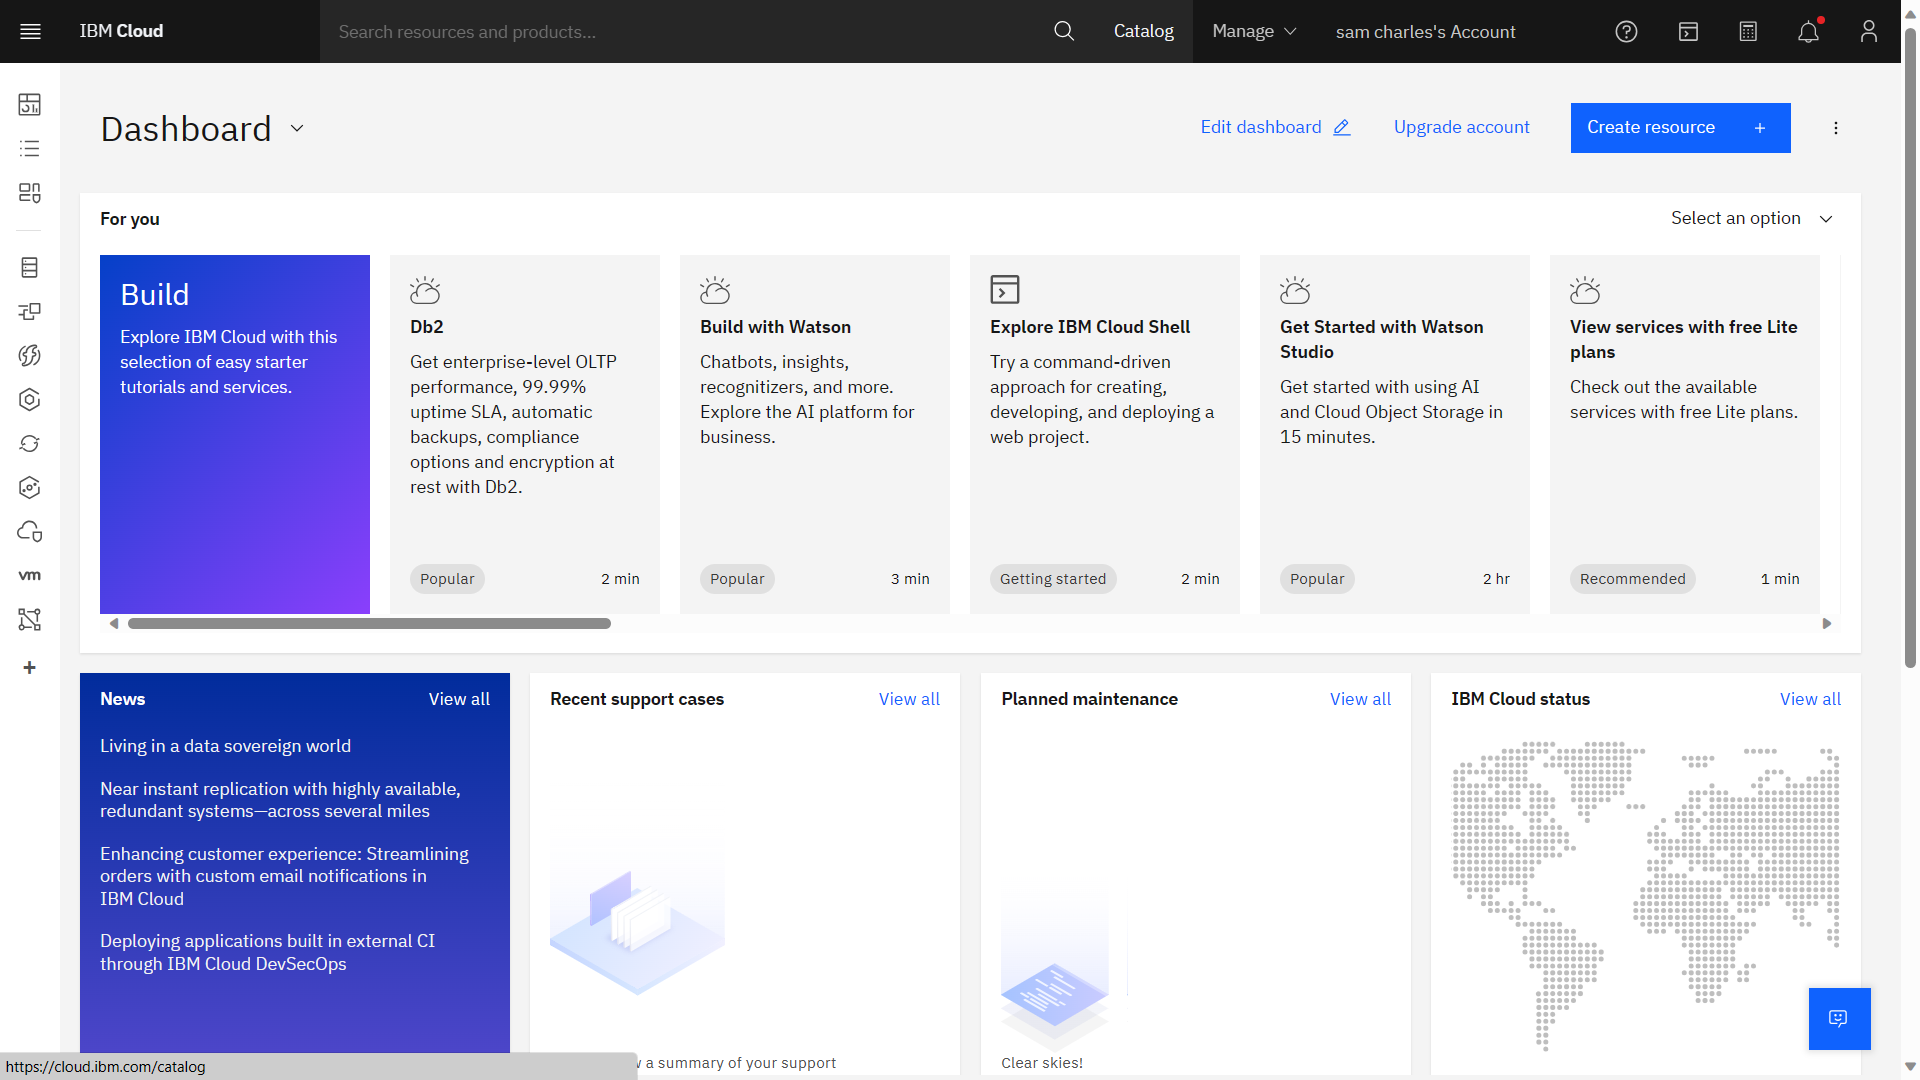 IBM Cloud
Search resources and products...
Catalog
Manage
sam charles's Account
Dashboard
Edit dashboard
Upgrade account
Create resource +
For you
Select an option
Build
Explore IBM Cloud with this
selection of easy starter
tutorials and services.
Db2
Get enterprise-level OLTP
performance, 99.99%
uptime SLA, automatic
backups, compliance
options and encryption at
rest with Db2.
Popular
2 min
Build with Watson
Chatbots, insights,
recognitizers, and more.
Explore the AI platform for
business.
Popular
3 min
Explore IBM Cloud Shell
Try a command-driven
approach for creating,
developing, and deploying a
web project.
Getting started
2 min
Get Started with Watson
Studio
Get started with using AI
and Cloud Object Storage in
15 minutes.
Popular
2 hr
View services with free Lite
plans
Check out the available
services with free Lite plans.
Recommended
1 min
vm
News
View all
Living in a data sovereign world
Near instant replication with highly available,
redundant systems—across several miles
Enhancing customer experience: Streamlining
orders with custom email notifications in
IBM Cloud
Deploying applications built in external CI
through IBM Cloud DevSecOps
Recent support cases
View all
a summary of your support
Planned maintenance
View all
Clear skies!
IBM Cloud status
View all
https://cloud.ibm.com/catalog